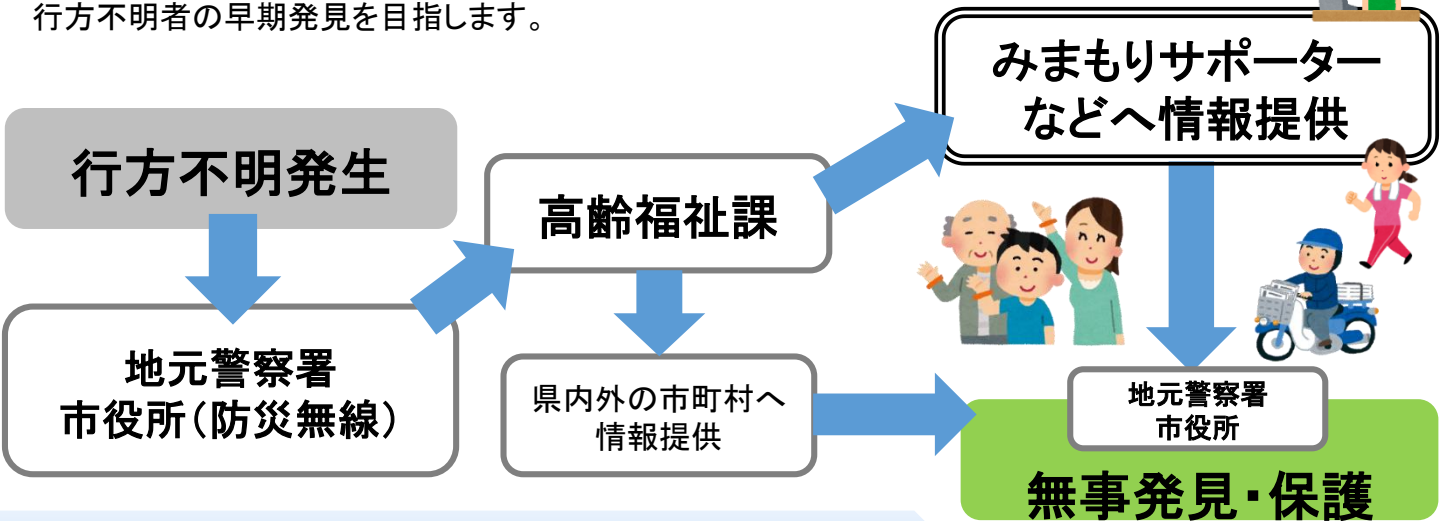 行方不明者の早期発見を目指します。
みまもりサポーター
などへ情報提供
行方不明発生
高齢福祉課
地元警察署
市役所(防災無線)
県内外の市町村へ
情報提供
地元警察署
市役所
無事発見・保護